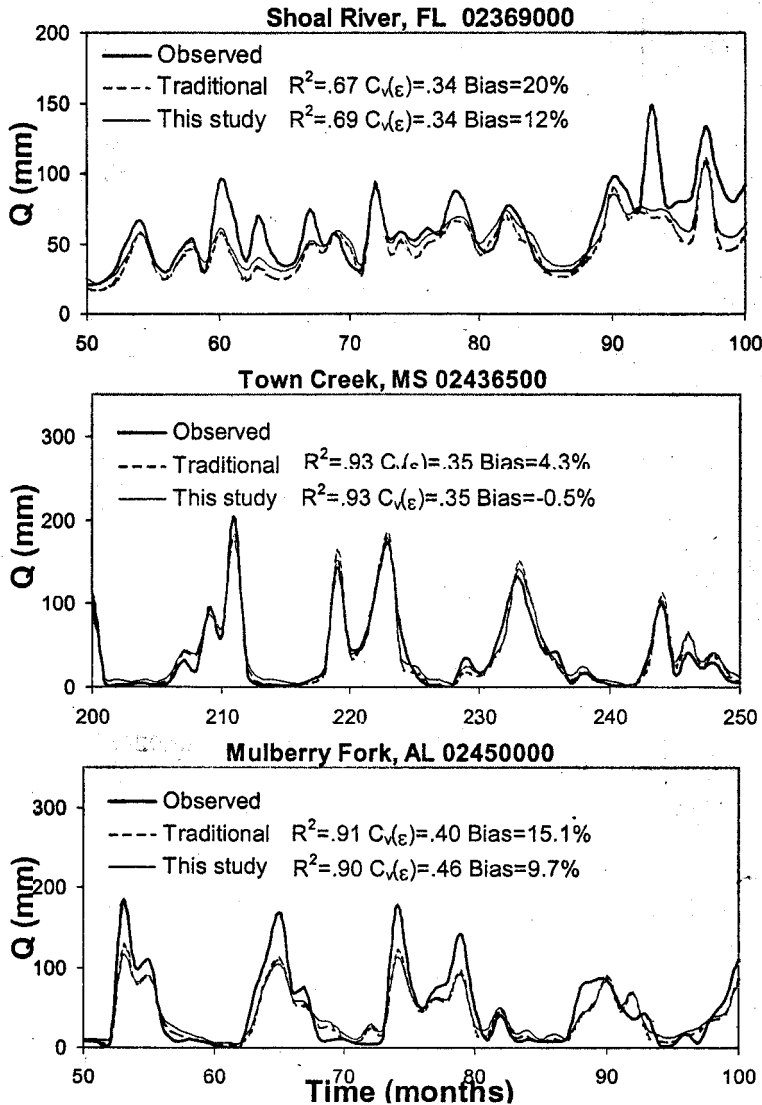 Shoal River, FL 02369000
200
150
100
50
0
Q (mm)
Observed
Traditional R²=.67 Cv(ε)=.34 Bias=20%
This study R²=.69 Cv(ε)=.34 Bias=12%
50 60 70 80 90 100
Town Creek, MS 02436500
300
200
100
0
Q (mm)
Observed
Traditional R²=.93 Cv(ε)=.35 Bias=4.3%
This study R²=.93 Cv(ε)=.35 Bias=-0.5%
200 210 220 230 240 250
Mulberry Fork, AL 02450000
300
200
100
0
Q (mm)
Observed
Traditional R²=.91 Cv(ε)=.40 Bias=15.1%
This study R²=.90 Cv(ε)=.46 Bias=9.7%
50 60 70 80 90 100
Time (months)